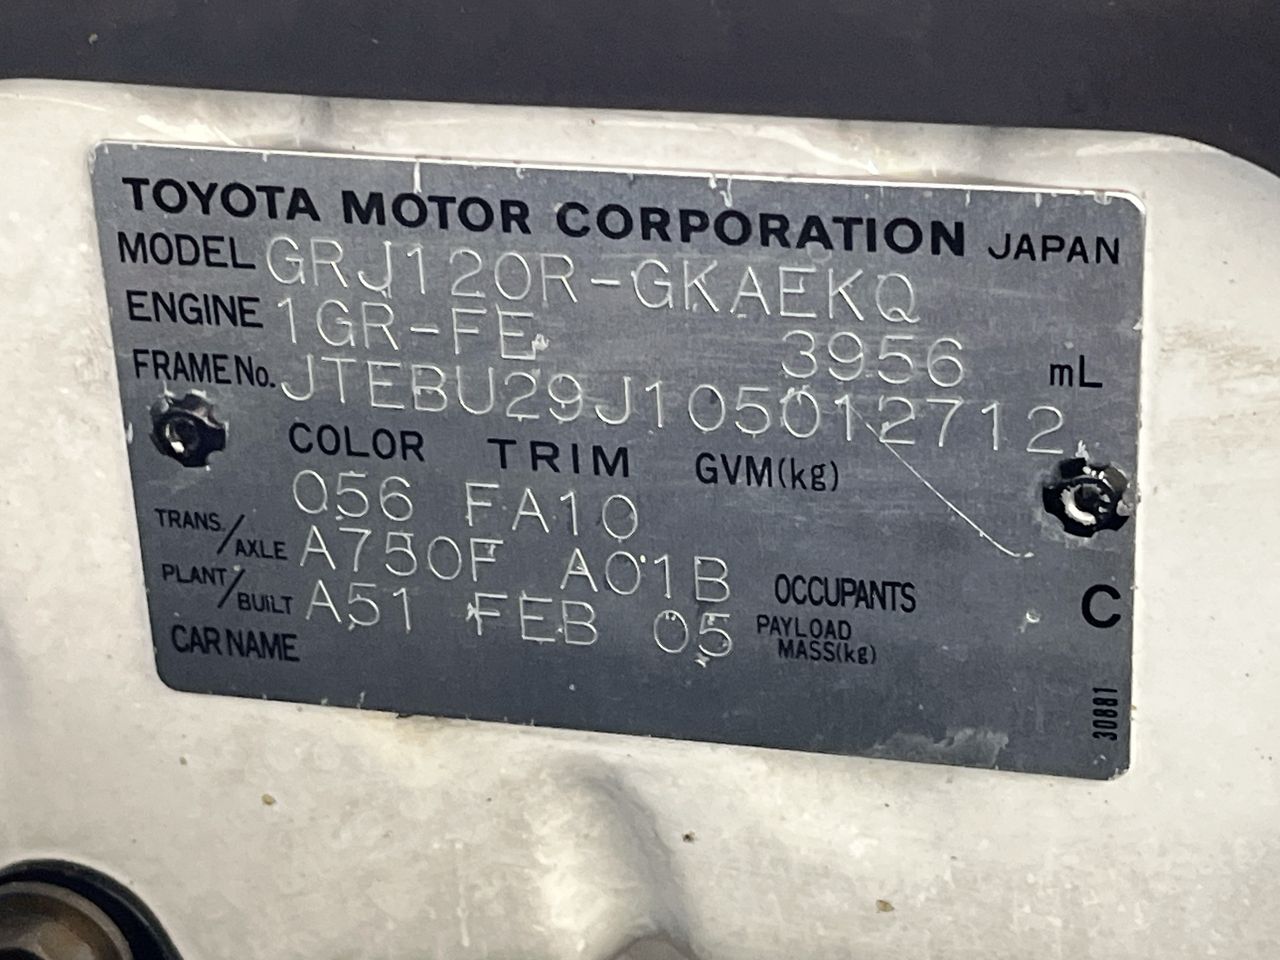 TOYOTA MOTOR CORPORATION JAPAN
MODEL GRJ120R-GKAEKQ
ENGINE 1GR-FE 3956 mL
FRAME No. JTEBU29J105012712
COLOR TRIM GVM(kg)
056 FA10
TRANS/AXLE A750F A01B OCCUPANTS C
PLANT/BUILT A51 FEB 05 PAYLOAD MASS(kg)
CAR NAME
30881